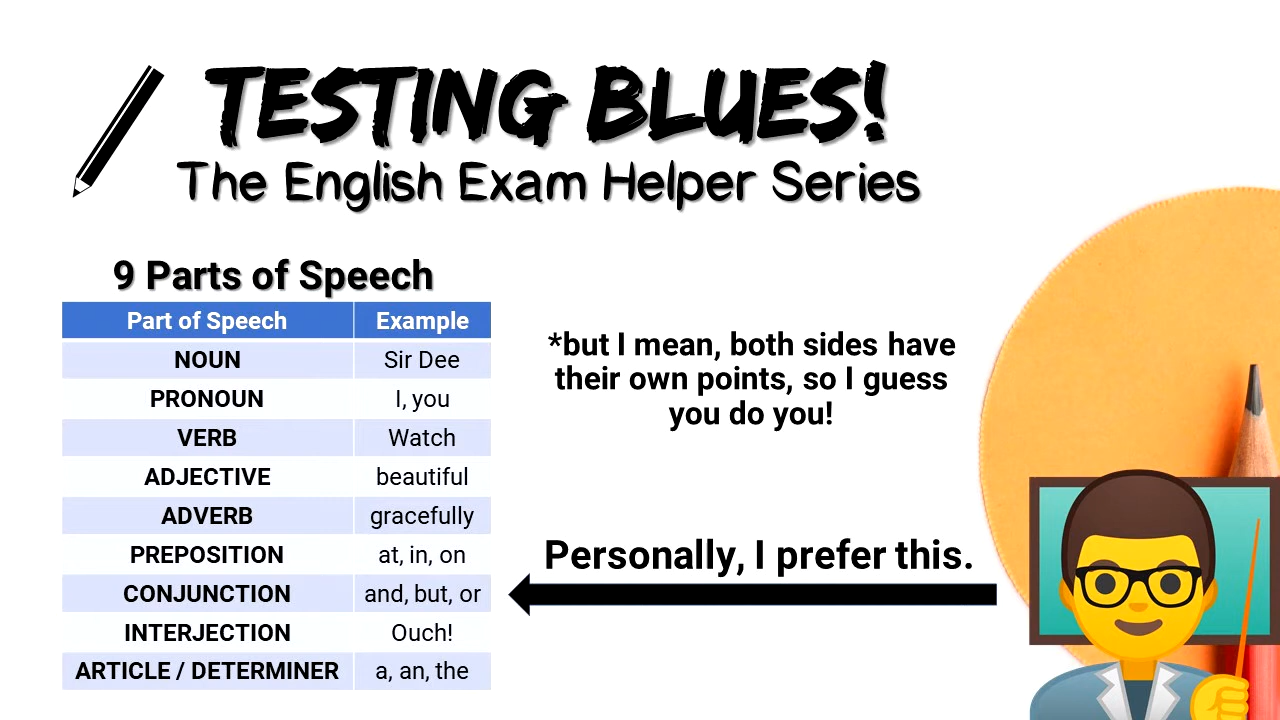 TESTING BLUES!
The English Exam Helper Series
9 Parts of Speech
Part of Speech Example
NOUN Sir Dee
PRONOUN I, you
VERB Watch
ADJECTIVE beautiful
ADVERB gracefully
PREPOSITION at, in, on
CONJUNCTION and, but, or
INTERJECTION Ouch!
ARTICLE / DETERMINER a, an, the
*but I mean, both sides have
their own points, so I guess
you do you!
Personally, I prefer this.